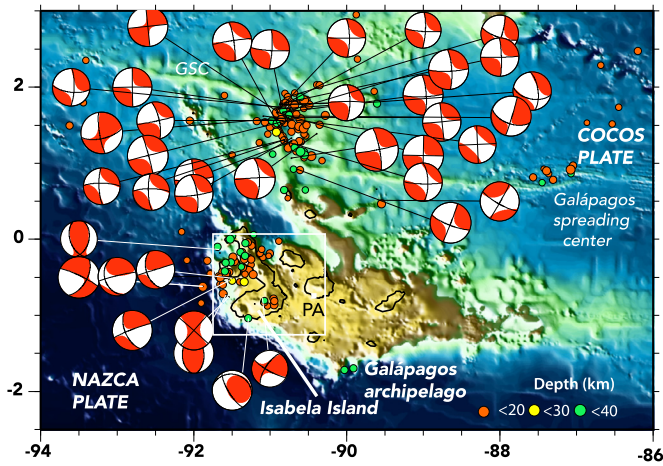 2
0
-2
-94
-92
-90
-88
-86
GSC
COCOS
PLATE
Galápagos
spreading
center
PA
NAZCA
PLATE
Galápagos
archipelago
Isabela Island
Depth (km)
<20 <30 <40